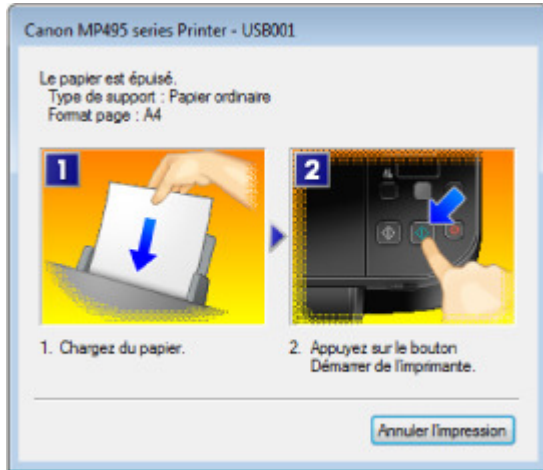 Canon MP495 series Printer - USB001
Le papier est épuisé.
Type de support : Papier ordinaire
Format page : A4
1
2
1. Chargez du papier.
2. Appuyez sur le bouton
Démarrer de l'imprimante.
Annuler l'impression